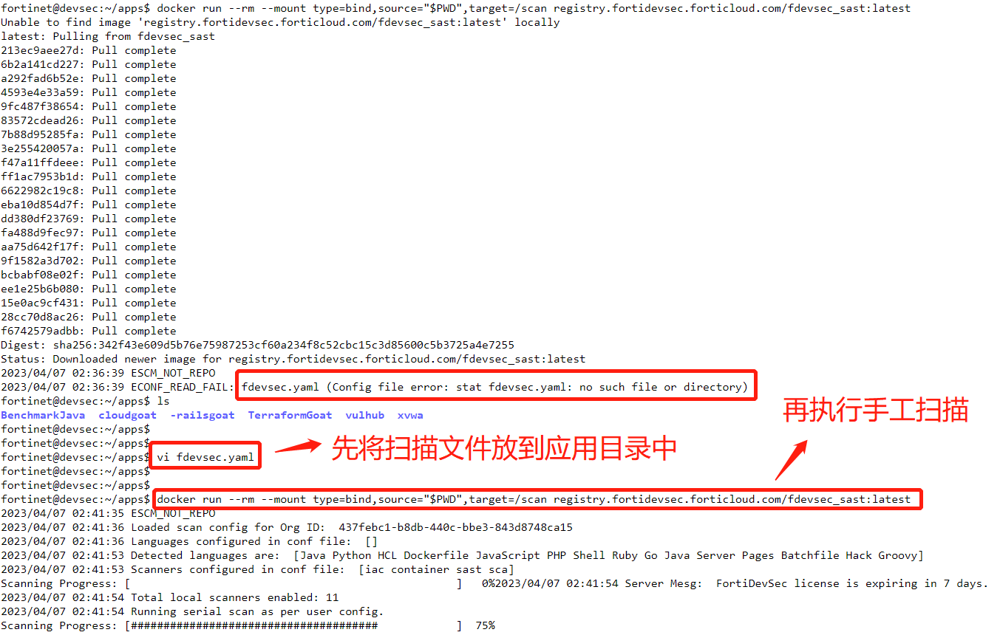 fortinet@devsec:~/apps$ docker run --rm --mount type=bind,source="$PWD",target=/scan registry.fortidevsec.forticloud.com/fdevsec_sast:latest
Unable to find image 'registry.fortidevsec.forticloud.com/fdevsec_sast:latest' locally
latest: Pulling from fdevsec_sast
213ec9aee27d: Pull complete
6b2a141cd227: Pull complete
a292fad6b52e: Pull complete
4593e4e33a59: Pull complete
9fc487f38654: Pull complete
83572cdead26: Pull complete
7b88d95285fa: Pull complete
3e255420057a: Pull complete
f47a11ffdeee: Pull complete
ff1ac7953b1d: Pull complete
6622982c19c8: Pull complete
eba10d854d7f: Pull complete
dd380df23769: Pull complete
fa488d9fec97: Pull complete
aa75d642f17f: Pull complete
9f1582a3d702: Pull complete
bcbabf08e02f: Pull complete
ee1e25b6b080: Pull complete
15e0ac9cf431: Pull complete
28cc70d8ac26: Pull complete
f6742579adbb: Pull complete
Digest: sha256:342f43e609d5b76e75987253cf60a234f8c52cbc15c3d85600c5b3725a4e7255
Status: Downloaded newer image for registry.fortidevsec.forticloud.com/fdevsec_sast:latest
2023/04/07 02:36:39 ESCM_NOT_REPO
2023/04/07 02:36:39 ECONF_READ_FAIL: fdevsec.yaml (Config file error: stat fdevsec.yaml: no such file or directory)
fortinet@devsec:~/apps$ ls
BenchmarkJava cloudgoat -railsgoat TerraformGoat vulhub xvwa
再执行手工扫描
fortinet@devsec:~/apps$
fortinet@devsec:~/apps$
fortinet@devsec:~/apps$ vi fdevsec.yaml
先将扫描文件放到应用目录中
fortinet@devsec:~/apps$
fortinet@devsec:~/apps$
fortinet@devsec:~/apps$ docker run --rm --mount type=bind,source="$PWD",target=/scan registry.fortidevsec.forticloud.com/fdevsec_sast:latest
2023/04/07 02:41:35 ESCM_NOT_REPO
2023/04/07 02:41:36 Loaded scan config for Org ID: 437febc1-b8db-440c-bbe3-843d8748ca15
2023/04/07 02:41:36 Languages configured in conf file: []
2023/04/07 02:41:53 Detected languages are: [Java Python HCL Dockerfile JavaScript PHP Shell Ruby Go Java Server Pages Batchfile Hack Groovy]
2023/04/07 02:41:53 Scanners configured in conf file: [iac container sast sca]
Scanning Progress: [ ] 0%2023/04/07 02:41:54 Server Mesg: FortiDevSec license is expiring in 7 days.
2023/04/07 02:41:54 Total local scanners enabled: 11
2023/04/07 02:41:54 Running serial scan as per user config.
Scanning Progress: [###################################### ] 75%